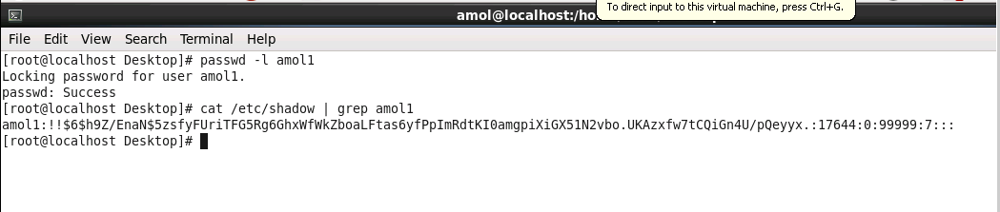 To direct input to this virtual machine, press Ctrl+G.
amol@localhost:/ho
File Edit View Search Terminal Help
[root@localhost Desktop]# passwd -l amol1
Locking password for user amol1.
passwd: Success
[root@localhost Desktop]# cat /etc/shadow | grep amol1
amol1:!!$6$h9Z/EnaN$5zsfyFUriTFG5Rg6GhxWfWkZboaLFtas6yfPpImRdtKI0amgpiXiGX51N2vbo.UKAzxfw7tCQiGn4U/pQeyyx.:17644:0:99999:7:::
[root@localhost Desktop]#